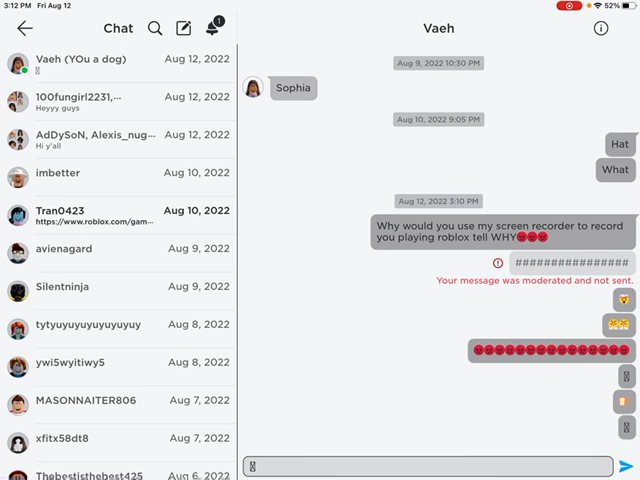 3:12 PM Fri Aug 12
52%
Chat
1
Vaeh (YOu a dog)
Aug 12, 2022
100fungirl2231,...
Aug 12, 2022
Heyyy guys
AdDySoN, Alexis_nug...
Aug 12, 2022
Hi y'all
imbetter
Aug 10, 2022
Tran0423
Aug 10, 2022
https://www.roblox.com/gam...
avienagard
Aug 9, 2022
Silentninja
Aug 9, 2022
tytyuyuyuyuyuyuy
Aug 8, 2022
ywi5wyitiwy5
Aug 8, 2022
MASONNAITER806
Aug 7, 2022
xfitx58dt8
Aug 7, 2022
Thebestisthebest425
Aug 6, 2022
Vaeh
Aug 9, 2022 10:30 PM
Sophia
Aug 10, 2022 9:05 PM
Hat
What
Aug 12, 2022 3:10 PM
Why would you use my screen recorder to record
you playing roblox tell WHY😡😡😡
################
Your message was moderated and not sent.